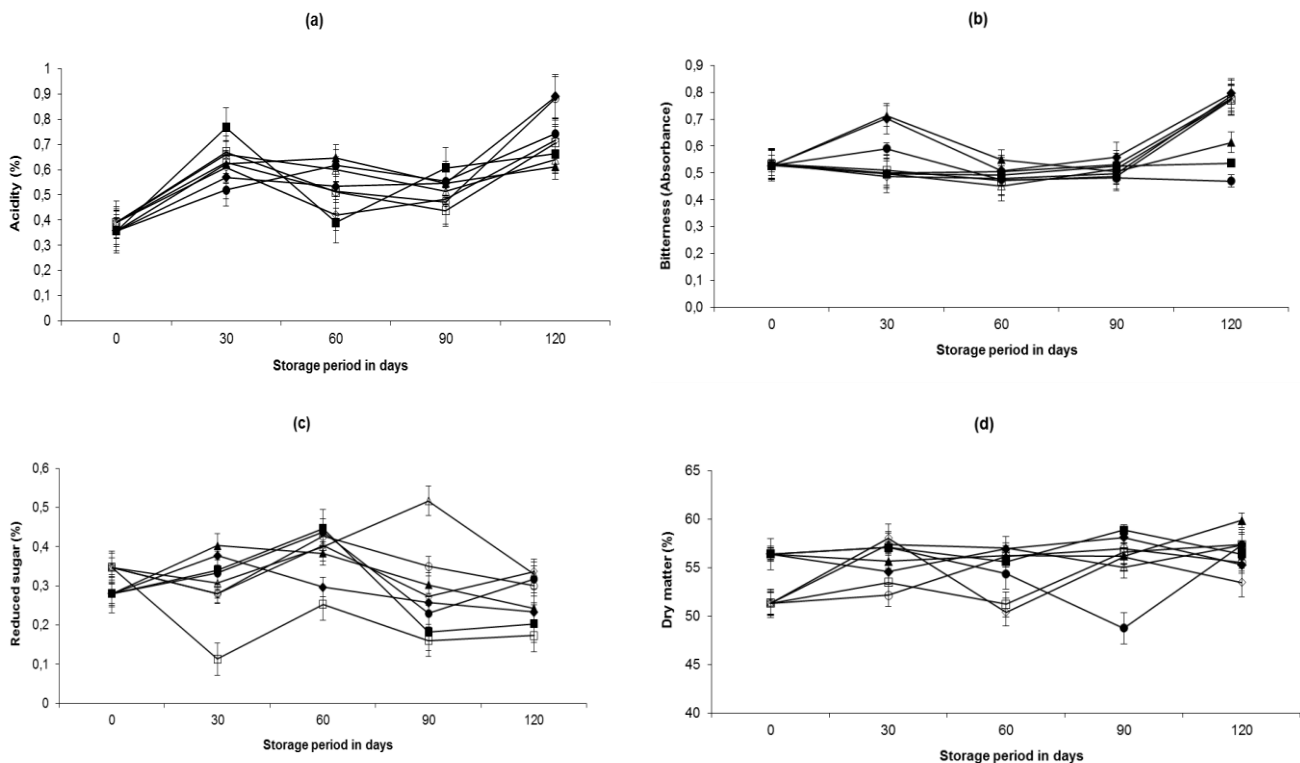 (a)
Acidity (%)
1
0,9
0,8
0,7
0,6
0,5
0,4
0,3
0,2
0,1
0
0 30 60 90 120
Storage period in days
(b)
Bitterness (Absorbance)
0,9
0,8
0,7
0,6
0,5
0,4
0,3
0,2
0,1
0,0
0 30 60 90 120
Storage period in days
(c)
Reduced sugar (%)
0,6
0,5
0,4
0,3
0,2
0,1
0
0 30 60 90 120
Storage period in days
(d)
Dry matter (%)
65
60
55
50
45
40
0 30 60 90 120
Storage period in days